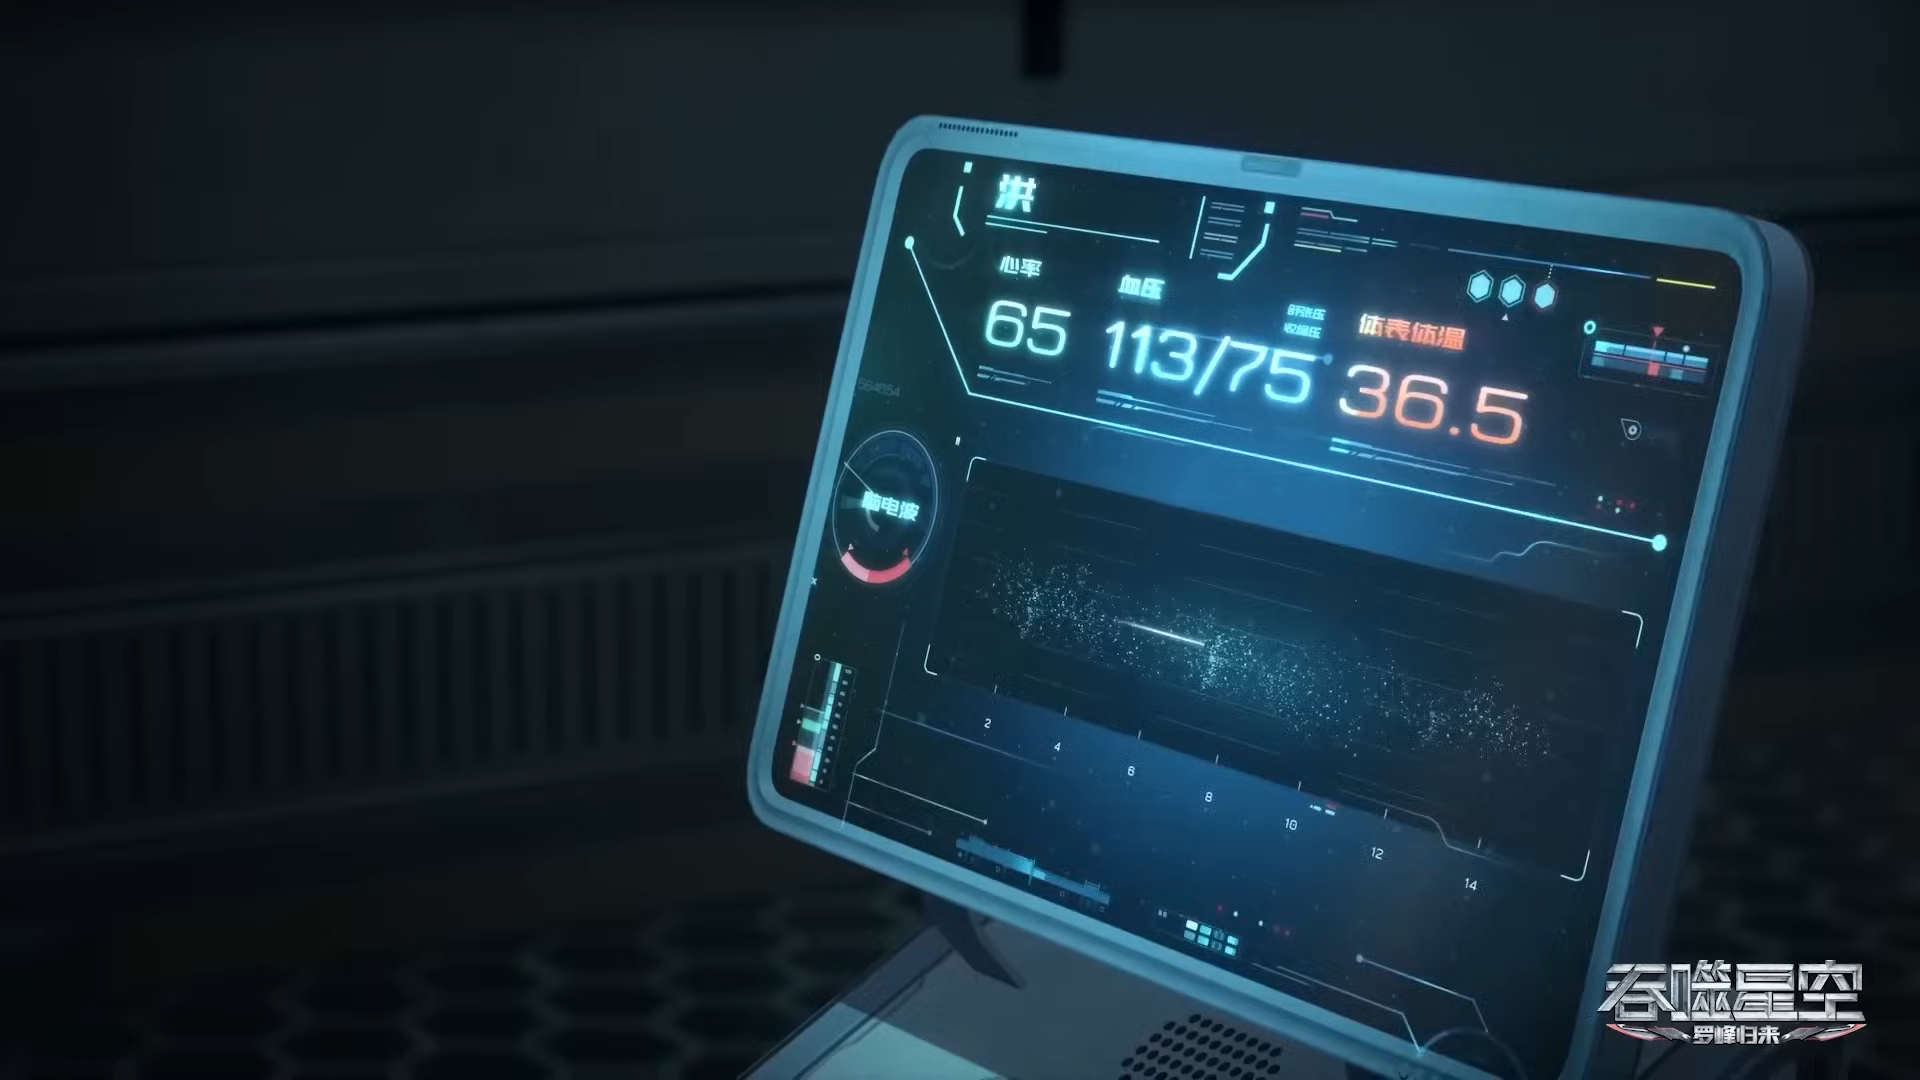 洪
心率
65
血压
113/75
舒张压
收缩压
体表体温
36.5
564654
脑电波
2
4
6
8
10
12
14
吞噬星空
罗峰归来